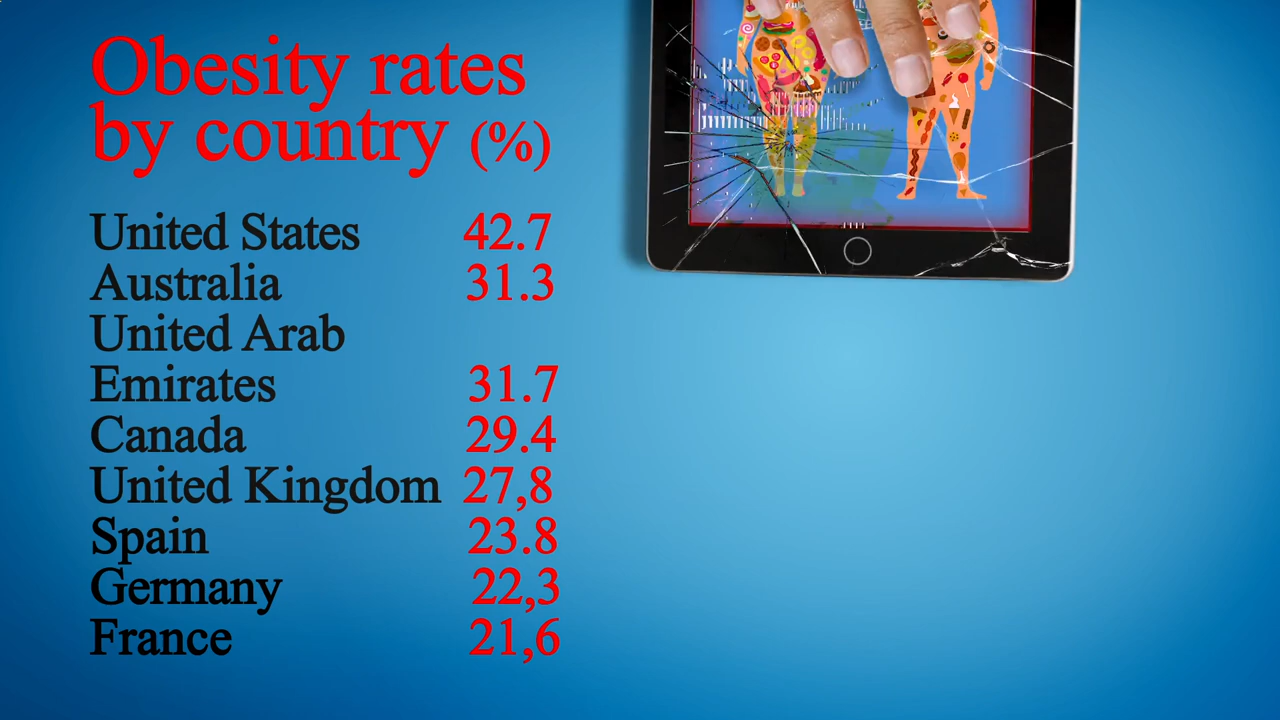 Obesity rates
by country (%)
United States 42.7
Australia 31.3
United Arab
Emirates 31.7
Canada 29.4
United Kingdom 27,8
Spain 23.8
Germany 22,3
France 21,6